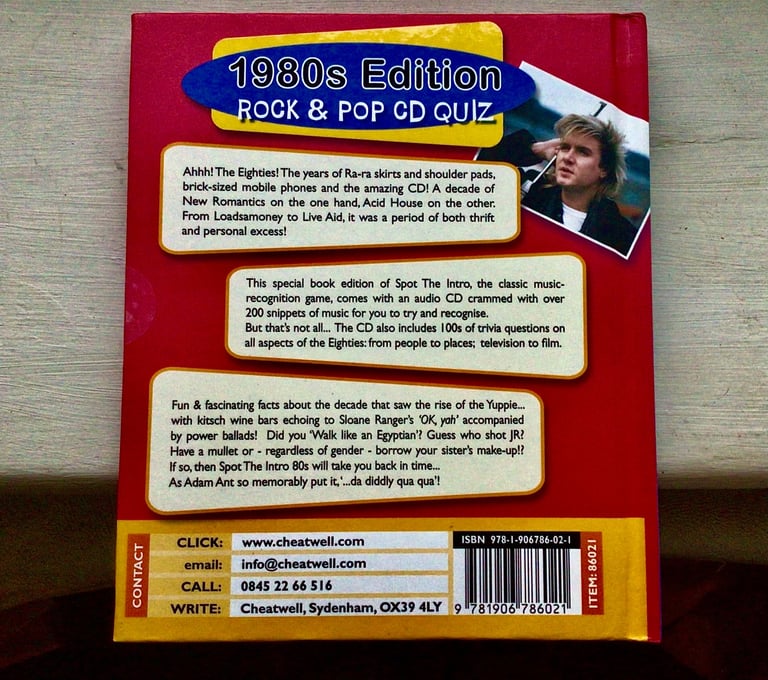 1980s Edition
ROCK & POP CD QUIZ
Ahhh! The Eighties! The years of Ra-ra skirts and shoulder pads,
brick-sized mobile phones and the amazing CD! A decade of
New Romantics on the one hand, Acid House on the other.
From Loadsamoney to Live Aid, it was a period of both thrift
and personal excess!
This special book edition of Spot The Intro, the classic music-
recognition game, comes with an audio CD crammed with over
200 snippets of music for you to try and recognise.
But that's not all... The CD also includes 100s of trivia questions on
all aspects of the Eighties: from people to places; television to film.
Fun & fascinating facts about the decade that saw the rise of the Yuppie...
with kitsch wine bars echoing to Sloane Ranger's 'OK, yah' accompanied
by power ballads! Did you 'Walk like an Egyptian'? Guess who shot JR?
Have a mullet or - regardless of gender - borrow your sister's make-up!?
If so, then Spot The Intro 80s will take you back in time...
As Adam Ant so memorably put it, '...da diddly qua qua'!
CONTACT
CLICK: www.cheatwell.com
email: info@cheatwell.com
CALL: 0845 22 66 516
WRITE: Cheatwell, Sydenham, OX39 4LY
ISBN 978-1-906786-02-1
9 781906 786021
ITEM: 86021